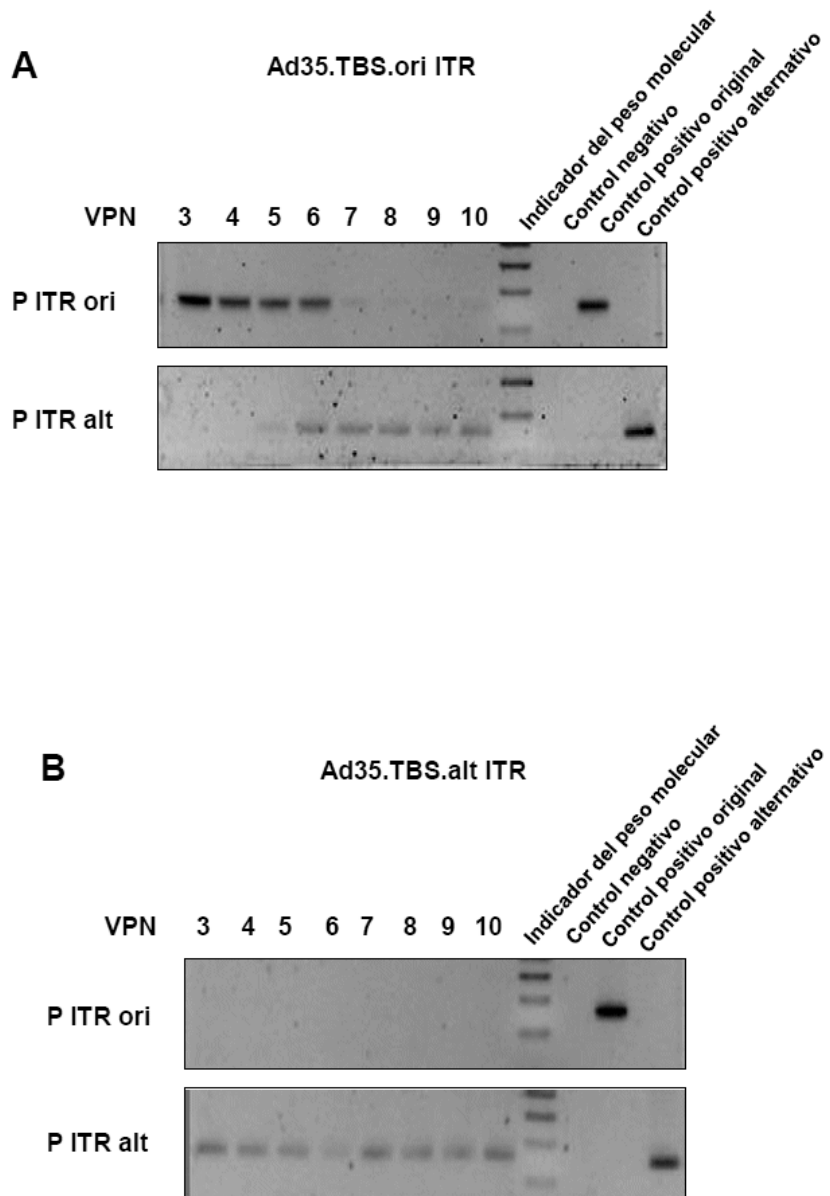 A
Ad35.TBS.ori ITR
Indicador del peso molecular
Control negativo
Control positivo original
Control positivo alternativo
VPN 3 4 5 6 7 8 9 10
P ITR ori
P ITR alt
B
Ad35.TBS.alt ITR
Indicador del peso molecular
Control negativo
Control positivo original
Control positivo alternativo
VPN 3 4 5 6 7 8 9 10
P ITR ori
P ITR alt